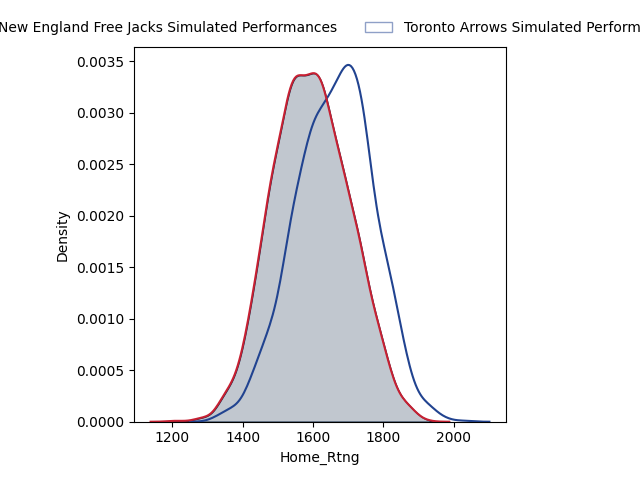 New England Free Jacks Simulated Performances
Toronto Arrows Simulated
0.0035
0.0030
0.0025
0.0020
0.0015
0.0010
0.0005
0.0000
Density
1200 1400 1600 1800 2000
Home_Rtng